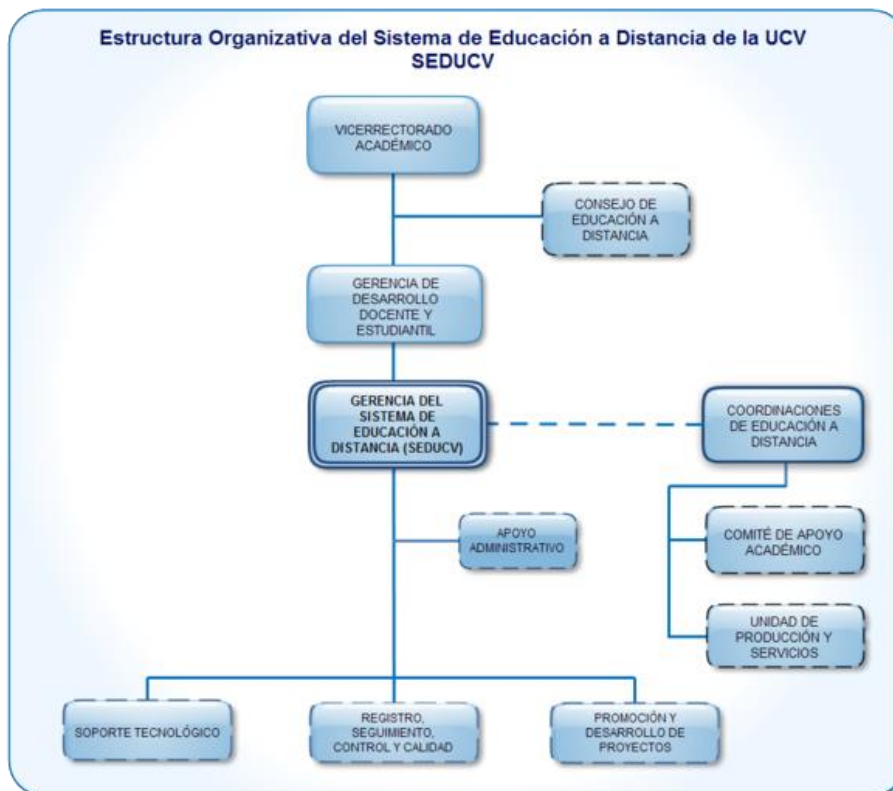 Estructura Organizativa del Sistema de Educación a Distancia de la UCV
SEDUCV
VICERRECTORADO
ACADÉMICO
CONSEJO DE
EDUCACIÓN A
DISTANCIA
GERENCIA DE
DESARROLLO
DOCENTE Y
ESTUDIANTIL
GERENCIA DEL
SISTEMA DE
EDUCACIÓN A
DISTANCIA (SEDUCV)
COORDINACIONES
DE EDUCACIÓN A
DISTANCIA
APOYO
ADMINISTRATIVO
COMITÉ DE APOYO
ACADÉMICO
UNIDAD DE
PRODUCCIÓN Y
SERVICIOS
SOPORTE TECNOLÓGICO
REGISTRO,
SEGUIMIENTO,
CONTROL Y CALIDAD
PROMOCIÓN Y
DESARROLLO DE
PROYECTOS